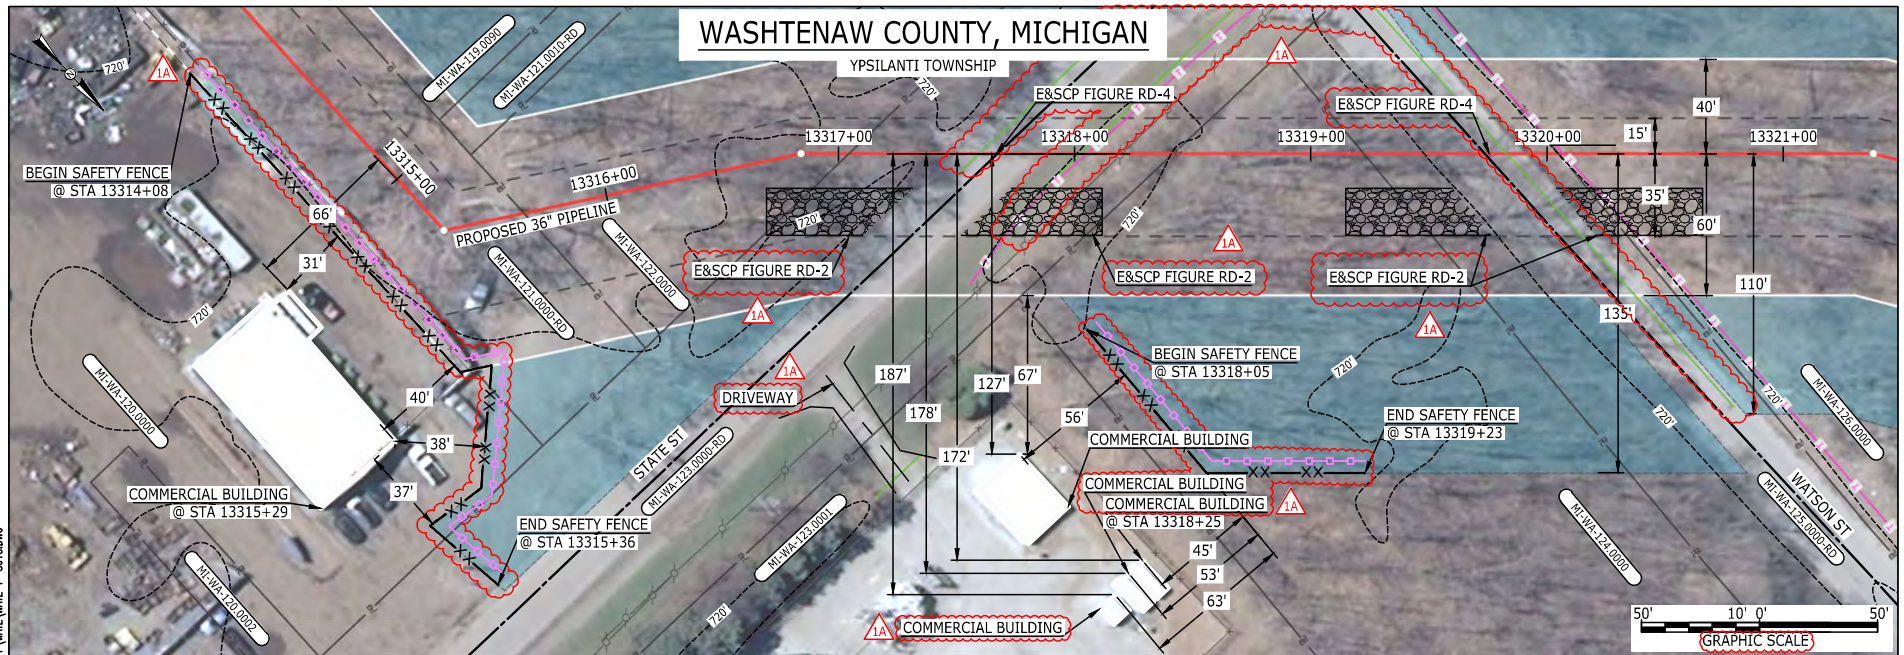 WASHTENAW COUNTY, MICHIGAN
YPSILANTI TOWNSHIP
N
720'
1A
MI-WA-119.0090
MI-WA-121.0010-RD
720'
E&SCP FIGURE RD-4
1A
E&SCP FIGURE RD-4
40'
15'
13315+00
13316+00
13317+00
13318+00
13319+00
13320+00
13321+00
BEGIN SAFETY FENCE
@ STA 13314+08
66'
31'
PROPOSED 36" PIPELINE
MI-WA-121.0000-RD
MI-WA-122.0000
720'
720'
35'
60'
E&SCP FIGURE RD-2
1A
E&SCP FIGURE RD-2
1A
E&SCP FIGURE RD-2
1A
110'
135'
720'
MI-WA-120.0000
40'
38'
37'
COMMERCIAL BUILDING
@ STA 13315+29
MI-WA-120.0002
END SAFETY FENCE
@ STA 13315+36
STATE ST
MI-WA-123.0000-RD
1A
DRIVEWAY
187'
178'
172'
127'
67'
56'
BEGIN SAFETY FENCE
@ STA 13318+05
720'
END SAFETY FENCE
@ STA 13319+23
COMMERCIAL BUILDING
COMMERCIAL BUILDING
COMMERCIAL BUILDING
@ STA 13318+25
1A
45'
53'
63'
MI-WA-123.0001
720'
1A
COMMERCIAL BUILDING
720'
720'
MI-WA-126.0000
WATSON ST
MI-WA-125.0000-RD
MI-WA-124.0000
50'
10'
0'
50'
GRAPHIC SCALE